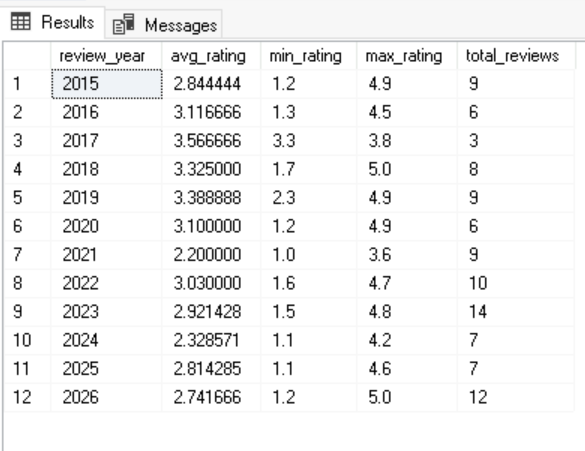 Results Messages
review_year avg_rating min_rating max_rating total_reviews
1 2015 2.844444 1.2 4.9 9
2 2016 3.116666 1.3 4.5 6
3 2017 3.566666 3.3 3.8 3
4 2018 3.325000 1.7 5.0 8
5 2019 3.388888 2.3 4.9 9
6 2020 3.100000 1.2 4.9 6
7 2021 2.200000 1.0 3.6 9
8 2022 3.030000 1.6 4.7 10
9 2023 2.921428 1.5 4.8 14
10 2024 2.328571 1.1 4.2 7
11 2025 2.814285 1.1 4.6 7
12 2026 2.741666 1.2 5.0 12